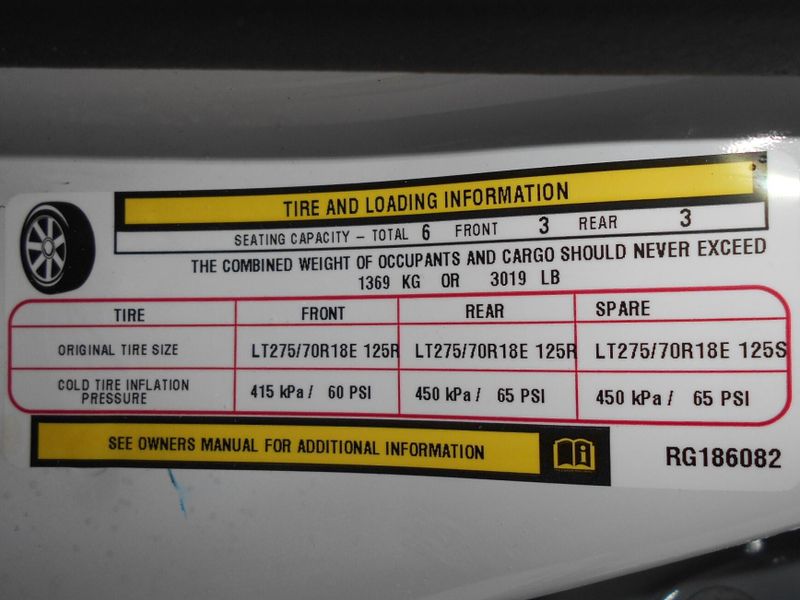 TIRE AND LOADING INFORMATION
SEATING CAPACITY – TOTAL 6 FRONT 3 REAR 3
THE COMBINED WEIGHT OF OCCUPANTS AND CARGO SHOULD NEVER EXCEED
1369 KG OR 3019 LB
TIRE FRONT REAR SPARE
ORIGINAL TIRE SIZE LT275/70R18E 125R LT275/70R18E 125R LT275/70R18E 125S
COLD TIRE INFLATION
PRESSURE 415 kPa / 60 PSI 450 kPa / 65 PSI 450 kPa / 65 PSI
SEE OWNERS MANUAL FOR ADDITIONAL INFORMATION
RG186082